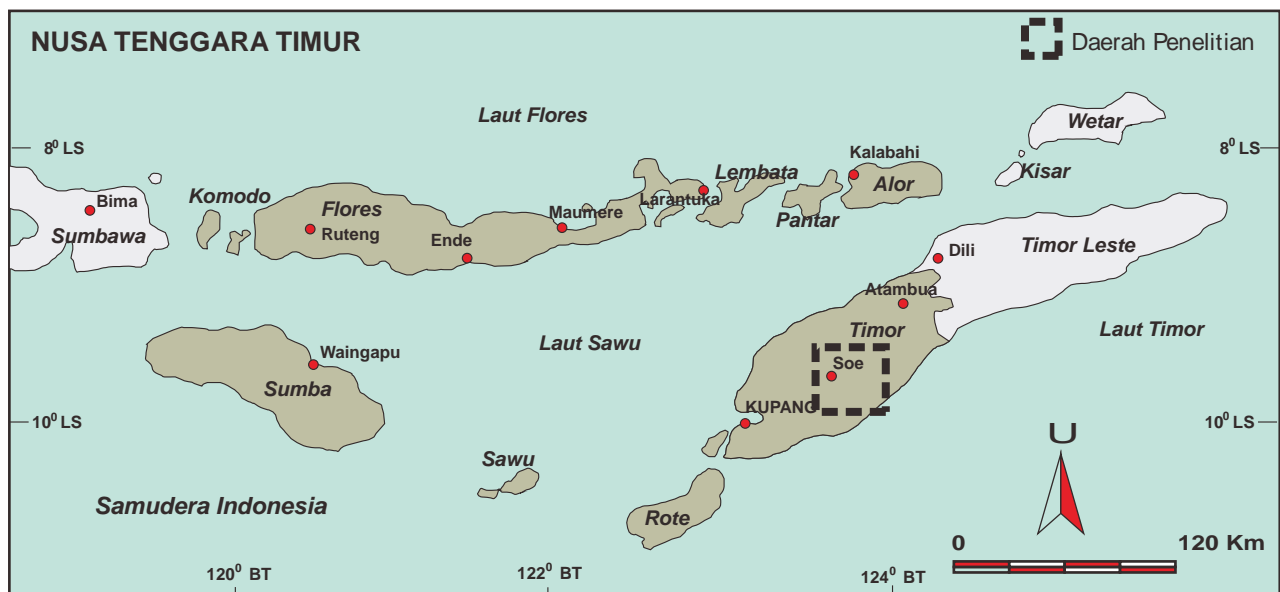 NUSA TENGGARA TIMUR
Daerah Penelitian
Laut Flores
Wetar
8⁰ LS
8⁰ LS
Kalabahi
Kisar
Lembata
Alor
Komodo
Larantuka
Bima
Flores
Maumere
Pantar
Sumbawa
Ruteng
Ende
Dili
Timor Leste
Atambua
Timor
Laut Timor
Laut Sawu
Waingapu
Soe
Sumba
KUPANG
10⁰ LS
10⁰ LS
U
Sawu
Samudera Indonesia
Rote
0
120 Km
120⁰ BT
122⁰ BT
124⁰ BT